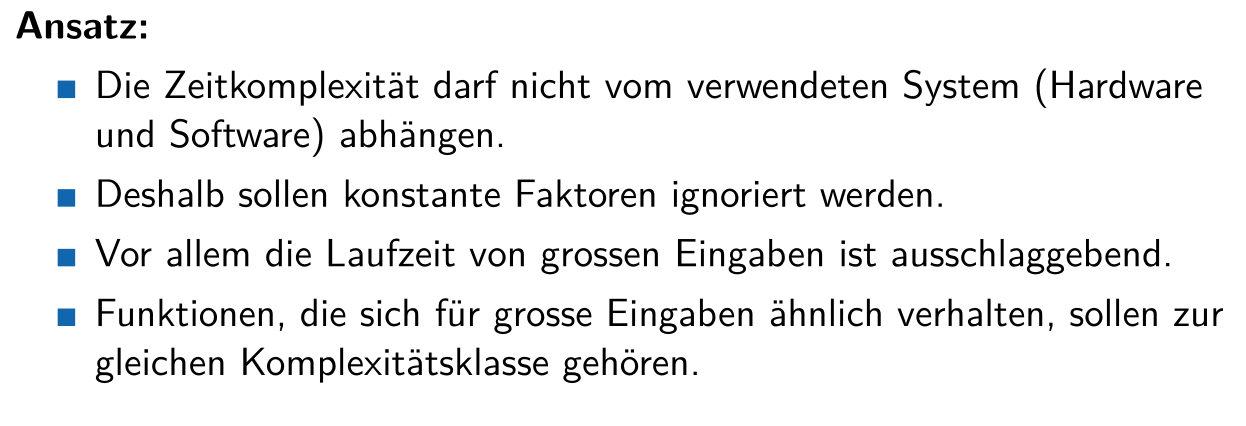 Ansatz:
Die Zeitkomplexität darf nicht vom verwendeten System (Hardware
und Software) abhängen.
Deshalb sollen konstante Faktoren ignoriert werden.
Vor allem die Laufzeit von grossen Eingaben ist ausschlaggebend.
Funktionen, die sich für grosse Eingaben ähnlich verhalten, sollen zur
gleichen Komplexitätsklasse gehören.